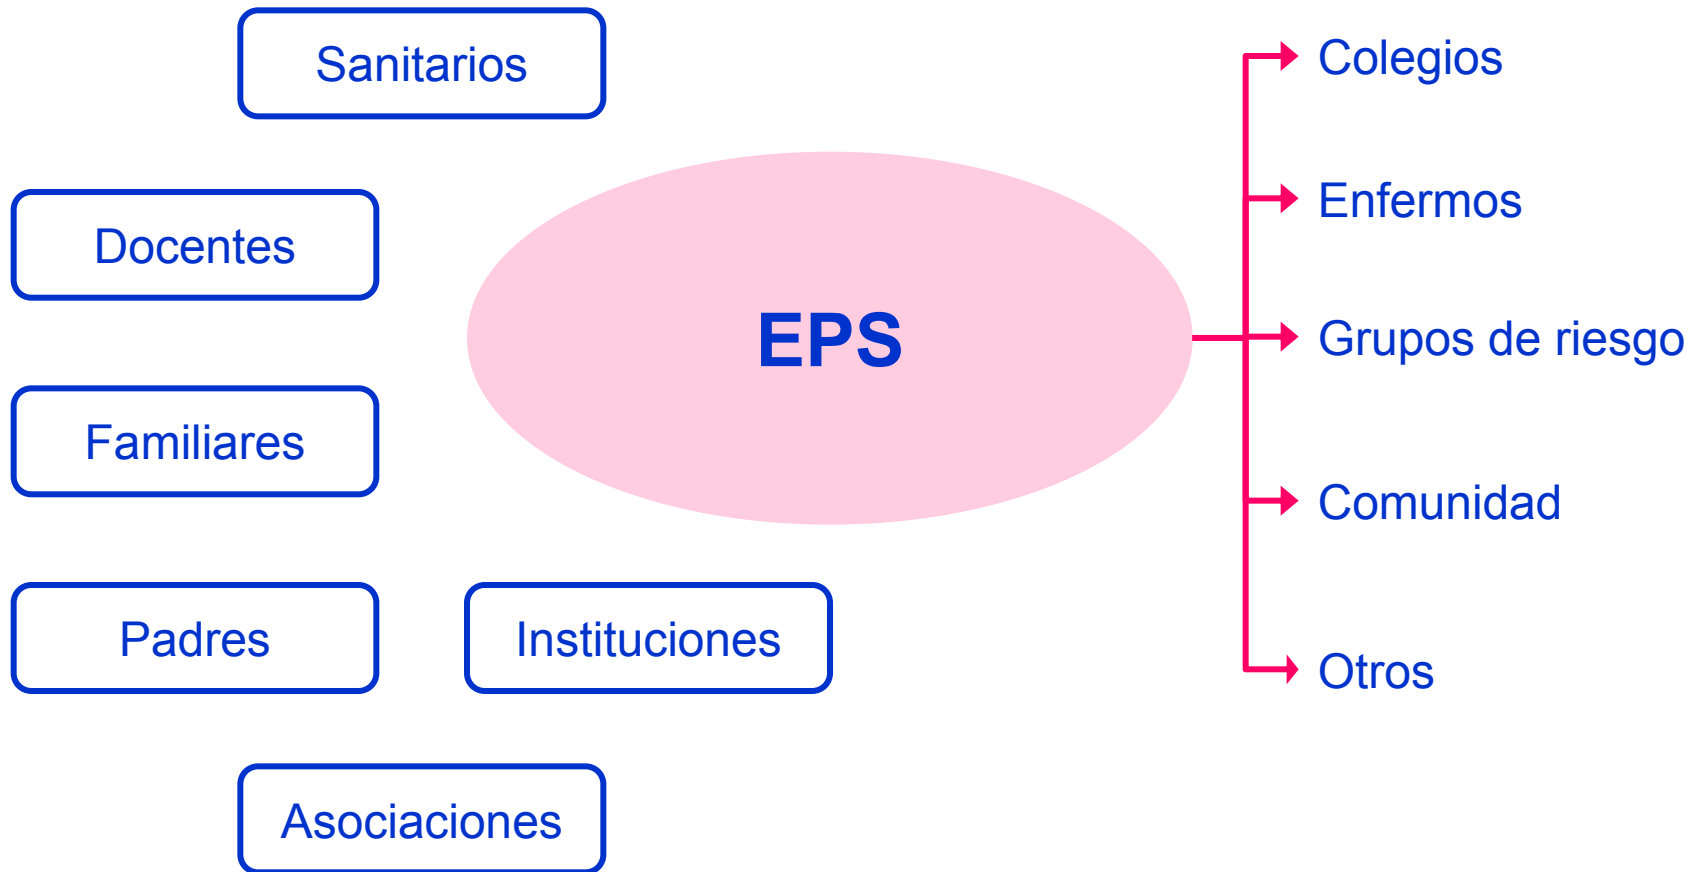 Sanitarios
Docentes
Familiares
Padres
Instituciones
Asociaciones
EPS
Colegios
Enfermos
Grupos de riesgo
Comunidad
Otros